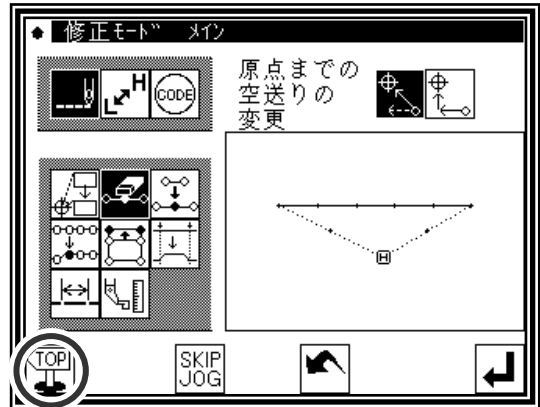 修正モード メイン
原点までの
空送りの
変更
H
CODE
H
TOP
SKIP
JOG